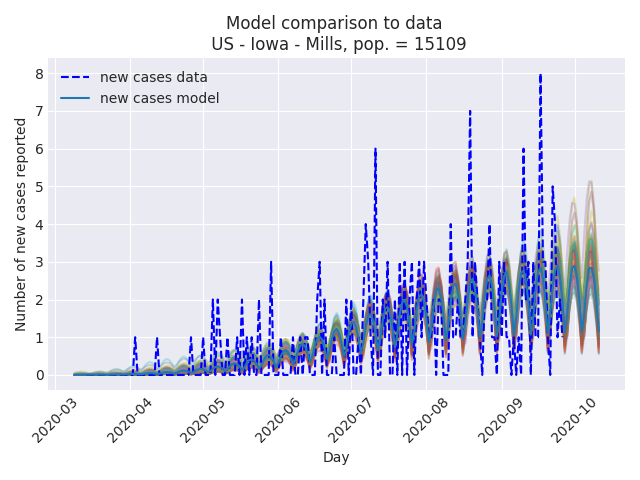 Model comparison to data
US - Iowa - Mills, pop. = 15109
new cases data
new cases model
Number of new cases reported
8
7
6
5
4
3
2
1
0
2020-03
2020-04
2020-05
2020-06
2020-07
2020-08
2020-09
2020-10
Day